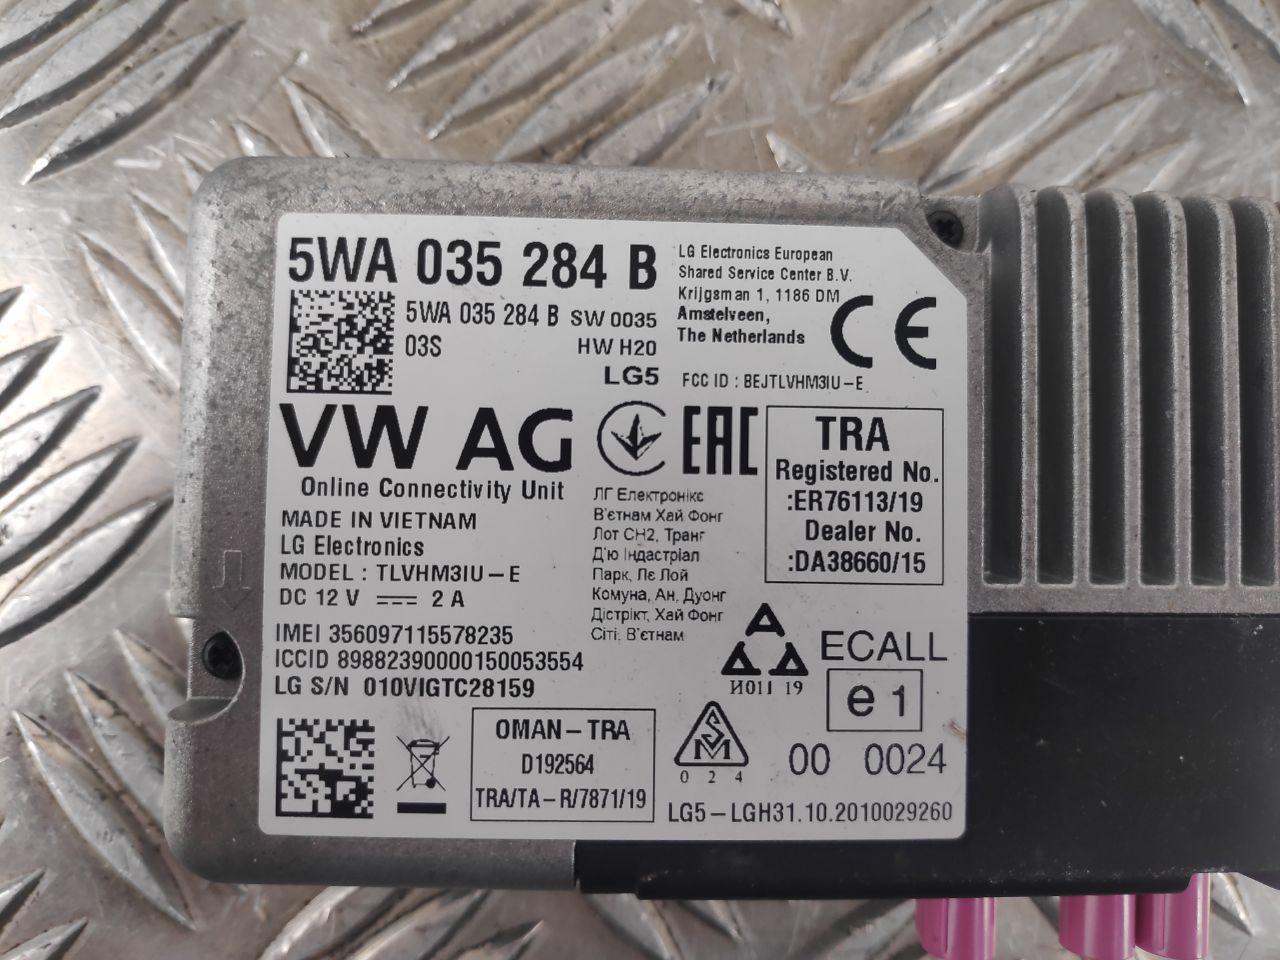 5WA 035 284 B
5WA 035 284 B SW 0035
03S HW H20
LG5
LG Electronics European
Shared Service Center B.V.
Krijgsman 1, 1186 DM
Amstelveen,
The Netherlands
CE
FCC ID : BEJTLVHM3IU-E
VW AG
Online Connectivity Unit
EAC
TRA
Registered No.
:ER76113/19
Dealer No.
:DA38660/15
MADE IN VIETNAM
LG Electronics
MODEL : TLVHM3IU-E
DC 12 V 2 A
ЛГ Електронікс
В'єтнам Хай Фонг
Лот CH2, Транг
Д'ю Індастріал
Парк, Лє Лой
Комуна, Ан, Дуонг
Дістрікт, Хай Фонг
Сіті, В'єтнам
IMEI 356097115578235
ICCID 89882390000150053554
LG S/N 010VIGTC28159
И011 19
ECALL
e1
00 0024
OMAN-TRA
D192564
TRA/TA-R/7871/19
SM
024
LG5-LGH31.10.2010029260